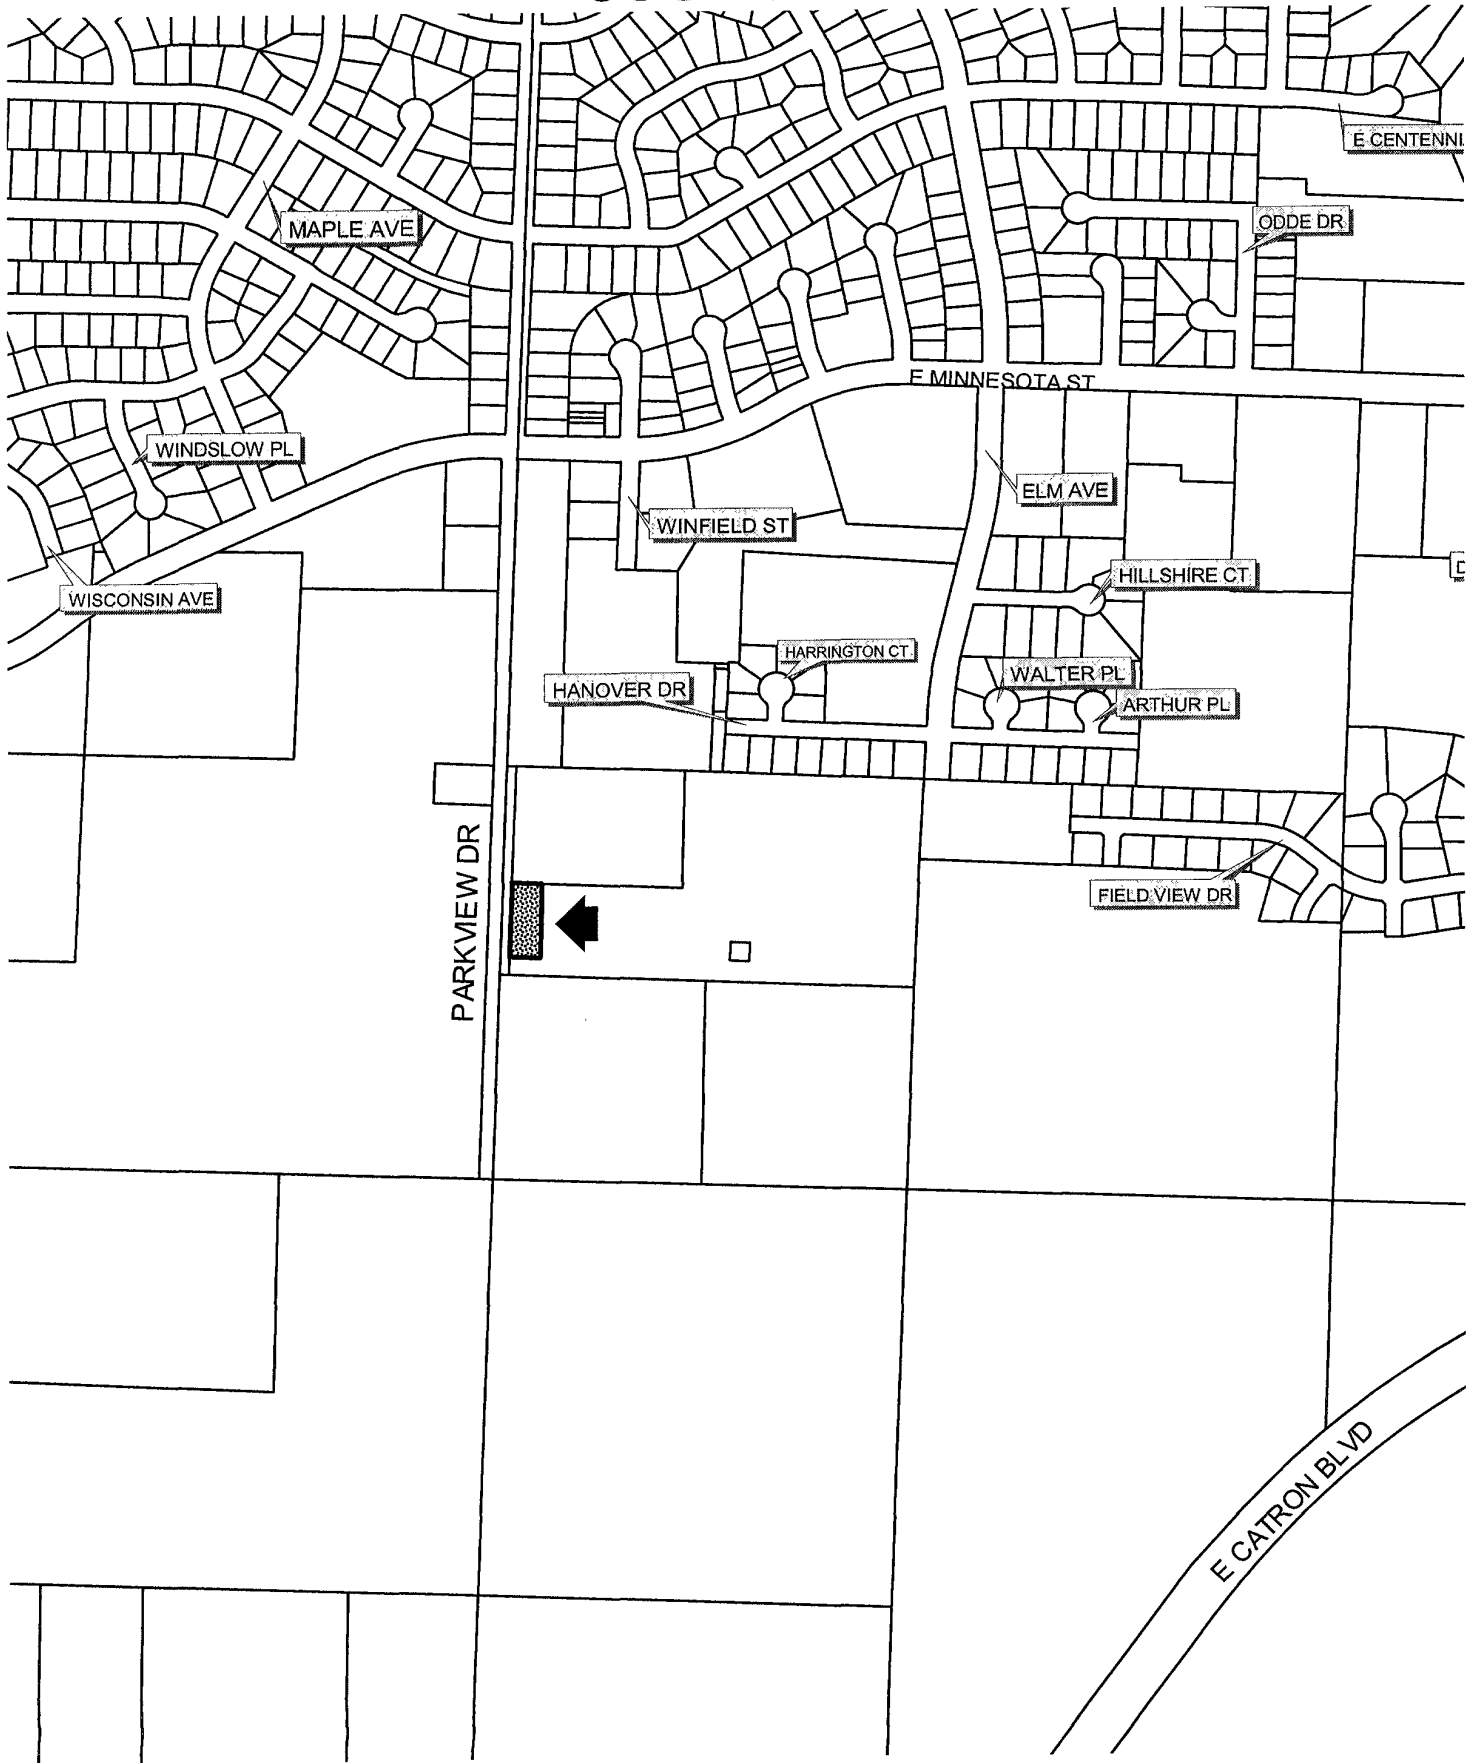 E CENTENNI
ODDE DR
MAPLE AVE
E MINNESOTA ST
WINDSLOW PL
ELM AVE
WINFIELD ST
HILLSHIRE CT
D
WISCONSIN AVE
HARRINGTON CT
WALTER PL
HANOVER DR
ARTHUR PL
PARKVIEW DR
FIELD VIEW DR
E CATRON BLVD